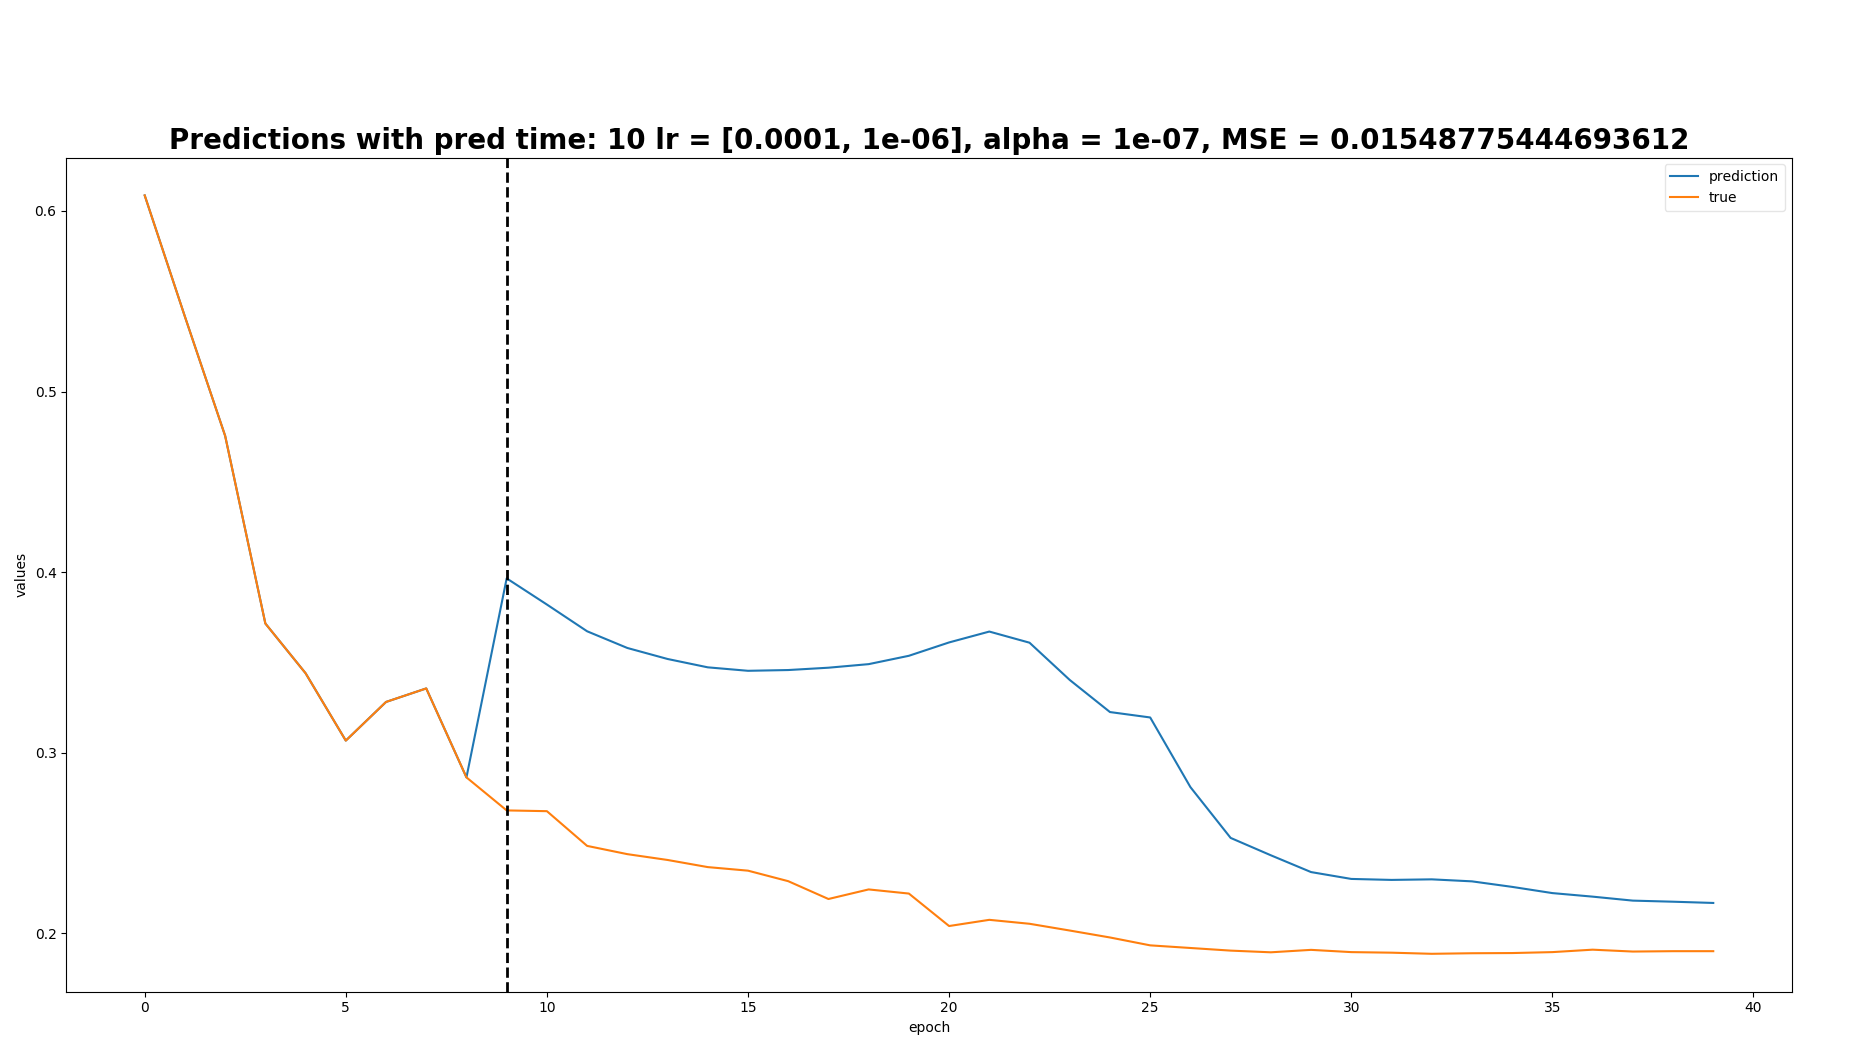 Predictions with pred time: 10 lr = [0.0001, 1e-06], alpha = 1e-07, MSE = 0.01548775444693612
prediction
true
0.6
0.5
0.4
0.3
0.2
values
0 5 10 15 20 25 30 35 40
epoch